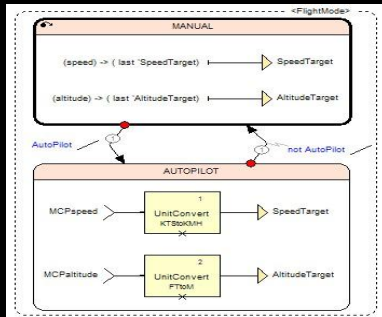 <FlightMode>
MANUAL
(speed) -> ( last 'SpeedTarget)
SpeedTarget
(altitude) -> ( last 'AltitudeTarget)
AltitudeTarget
AutoPilot
1
1
not AutoPilot
AUTOPILOT
MCPspeed
1
UnitConvert
KTStoKMH
SpeedTarget
MCPaltitude
2
UnitConvert
FTtoM
AltitudeTarget